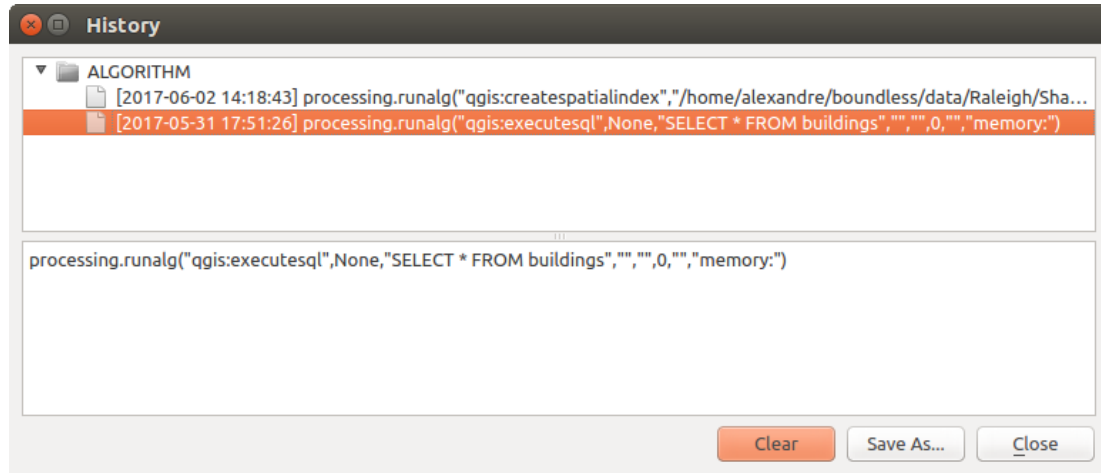 History
ALGORITHM
[2017-06-02 14:18:43] processing.runalg("qgis:createspatialindex","/home/alexandre/boundless/data/Raleigh/Sha...
[2017-05-31 17:51:26] processing.runalg("qgis:executesql",None,"SELECT * FROM buildings","","",0,"","memory:")
processing.runalg("qgis:executesql",None,"SELECT * FROM buildings","","",0,"","memory:")
Clear Save As... Close